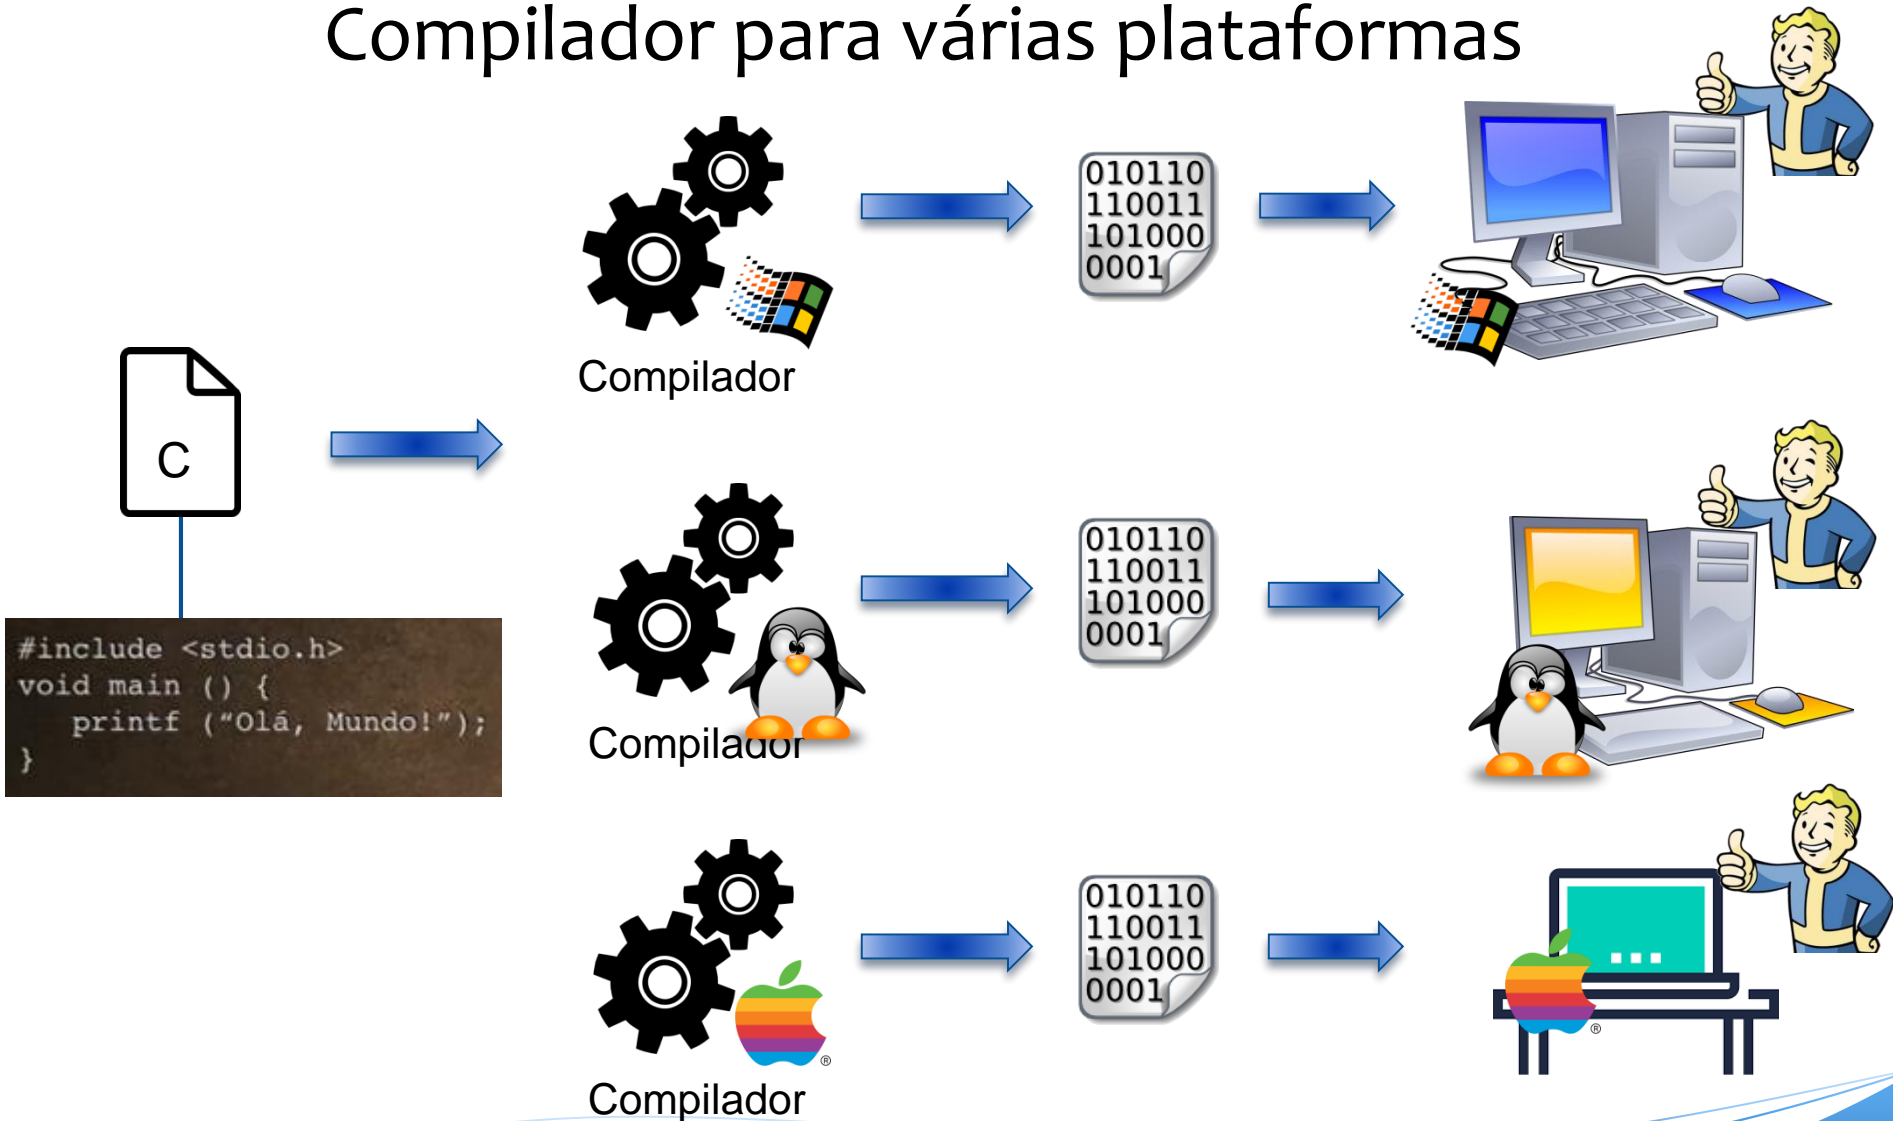 Compilador para várias plataformas
010110
110011
101000
0001
Compilador
C
#include <stdio.h>
void main () {
printf (“Olá, Mundo!”);
}
010110
110011
101000
0001
Compilador
010110
110011
101000
0001
®
®
Compilador